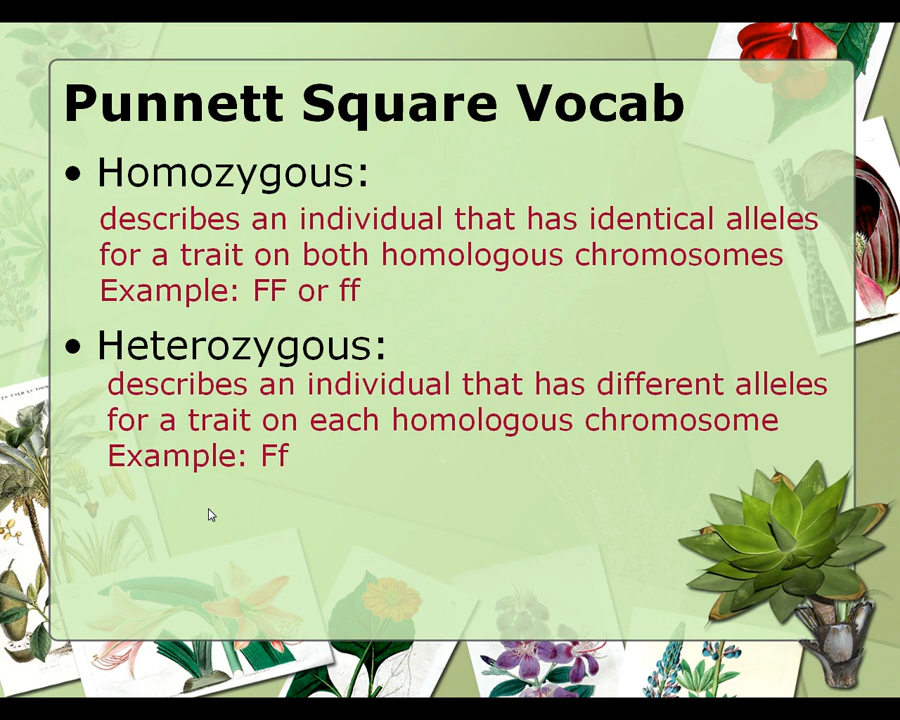 Punnett Square Vocab
• Homozygous:
describes an individual that has identical alleles
for a trait on both homologous chromosomes
Example: FF or ff
• Heterozygous:
describes an individual that has different alleles
for a trait on each homologous chromosome
Example: Ff